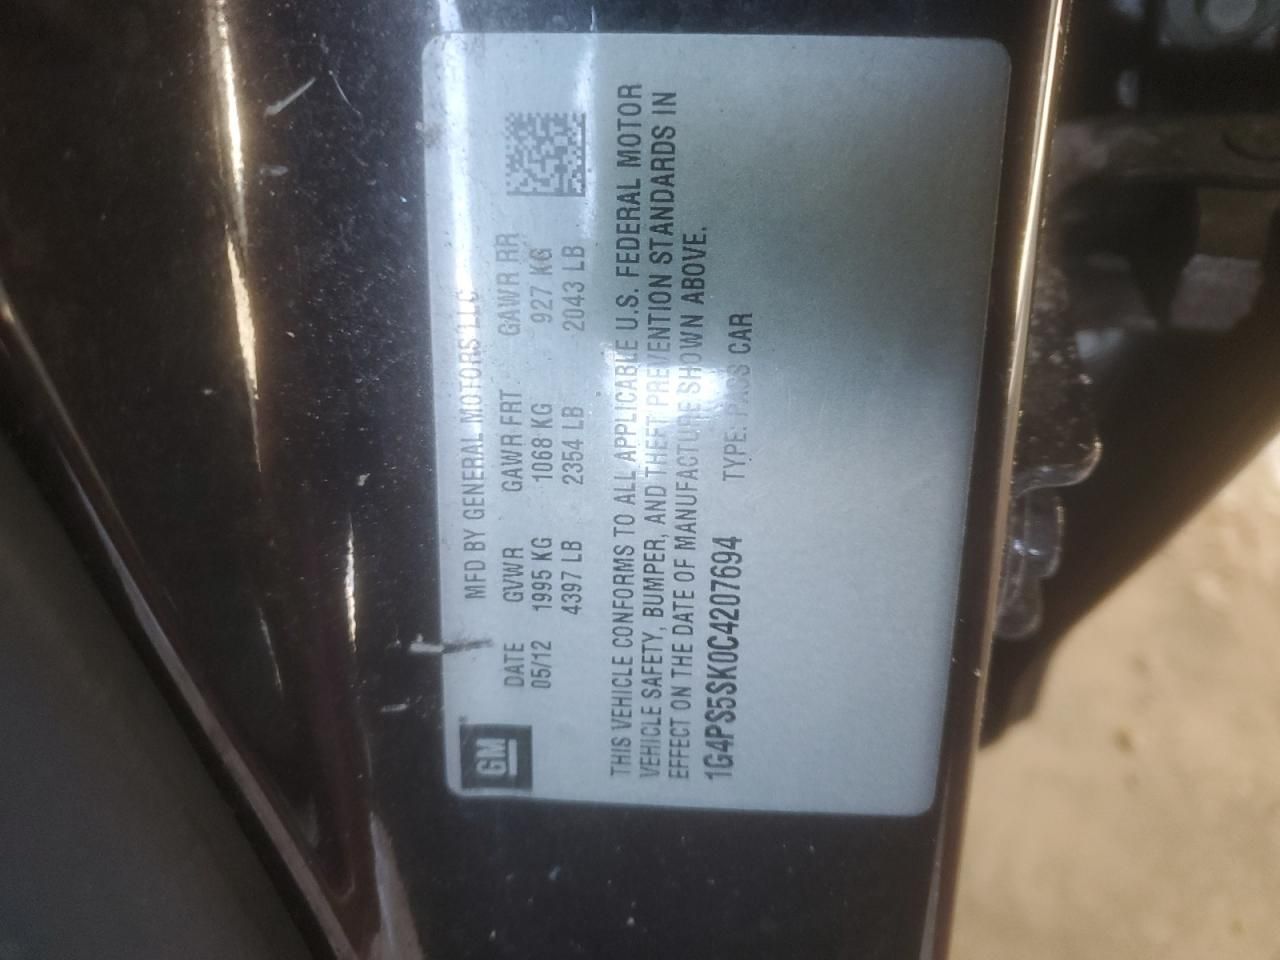 GM
MFD BY GENERAL MOTORS LLC
DATE GVWR GAWR FRT GAWR RR
05/12 1995 KG 1068 KG 927 KG
4397 LB 2354 LB 2043 LB
THIS VEHICLE CONFORMS TO ALL APPLICABLE U.S. FEDERAL MOTOR
VEHICLE SAFETY, BUMPER, AND THEFT PREVENTION STANDARDS IN
EFFECT ON THE DATE OF MANUFACTURE SHOWN ABOVE.
1G4PS5SK0C4207694 TYPE: PASS CAR